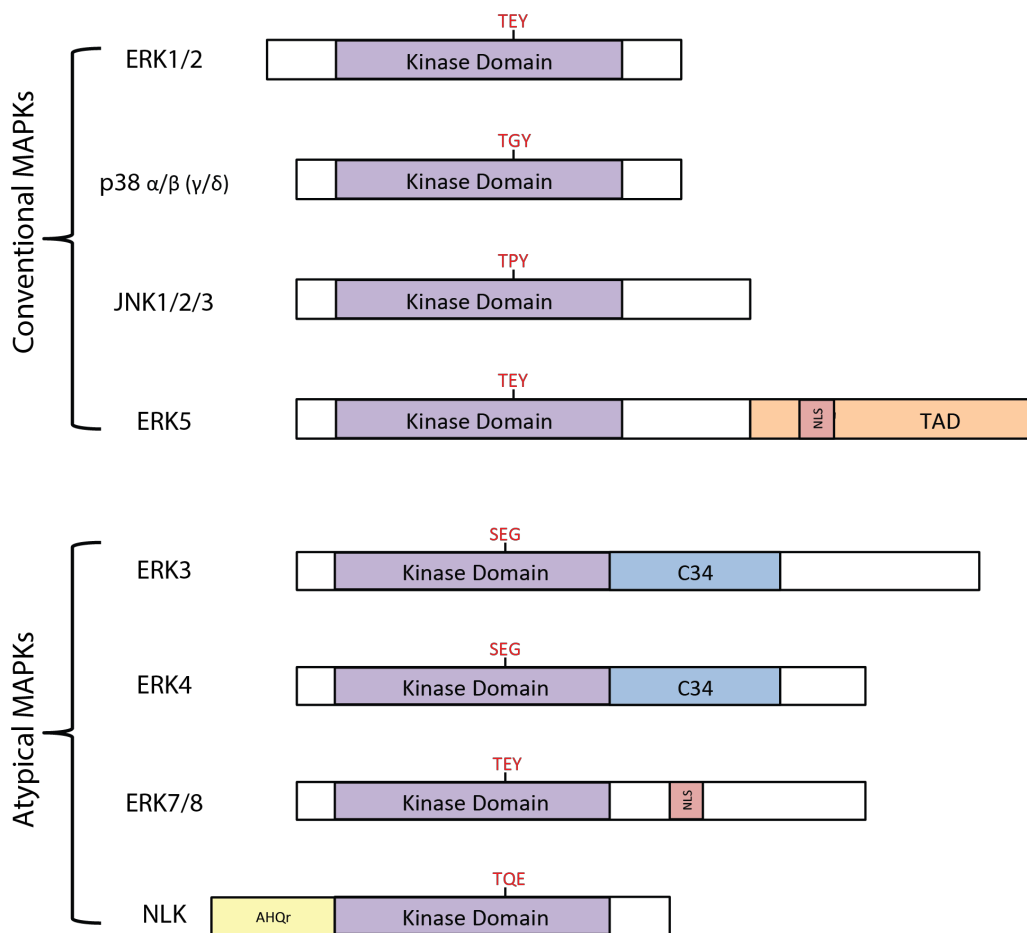 Conventional MAPKs
ERK1/2
TEY
Kinase Domain
p38 α/β (γ/δ)
TGY
Kinase Domain
JNK1/2/3
TPY
Kinase Domain
ERK5
TEY
Kinase Domain
NLS
TAD
Atypical MAPKs
ERK3
SEG
Kinase Domain
C34
ERK4
SEG
Kinase Domain
C34
ERK7/8
TEY
Kinase Domain
NLS
NLK
TQE
AHQr
Kinase Domain